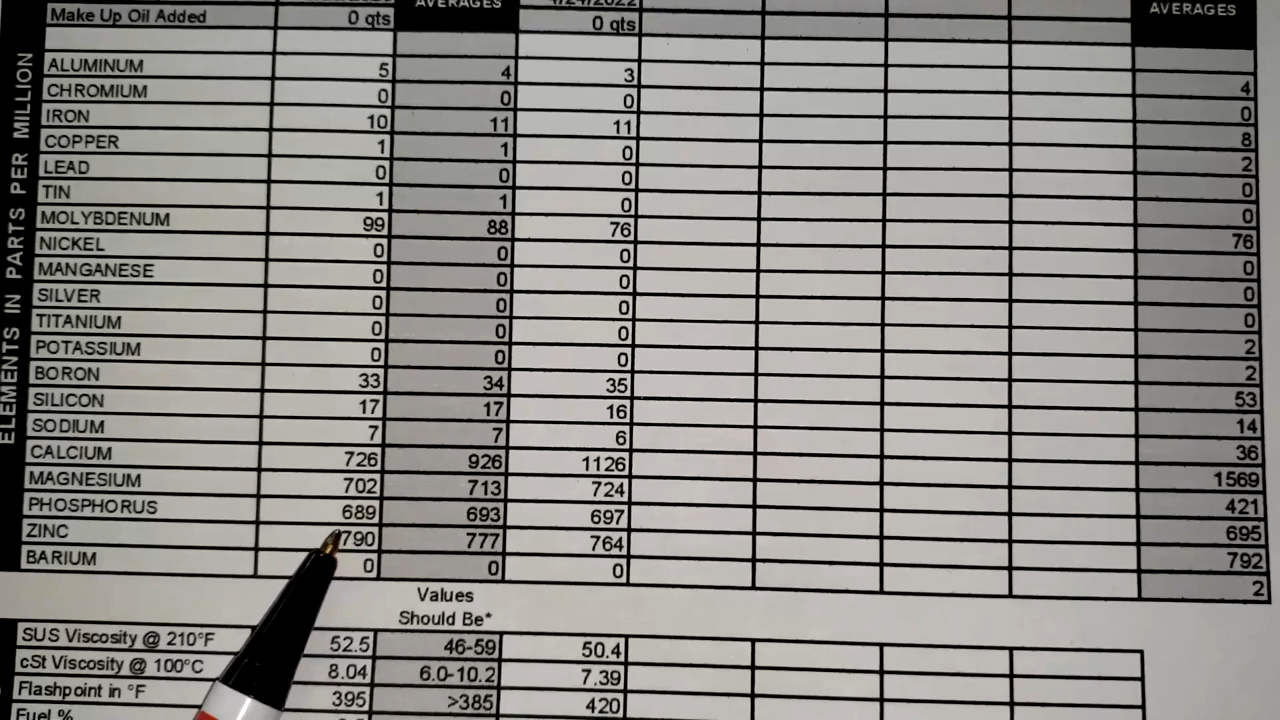 AVERAGES 4/24/2022 AVERAGES
Make Up Oil Added 0 qts 0 qts
ELEMENTS IN PARTS PER MILLION
ALUMINUM 5 4 3 4
CHROMIUM 0 0 0 0
IRON 10 11 11 8
COPPER 1 1 0 2
LEAD 0 0 0 0
TIN 1 1 0 0
MOLYBDENUM 99 88 76 76
NICKEL 0 0 0 0
MANGANESE 0 0 0 0
SILVER 0 0 0 0
TITANIUM 0 0 0 2
POTASSIUM 0 0 0 2
BORON 33 34 35 53
SILICON 17 17 16 14
SODIUM 7 7 6 36
CALCIUM 726 926 1126 1569
MAGNESIUM 702 713 724 421
PHOSPHORUS 689 693 697 695
ZINC 790 777 764 792
BARIUM 0 0 0 2
Values
Should Be*
SUS Viscosity @ 210°F 52.5 46-59 50.4
cSt Viscosity @ 100°C 8.04 6.0-10.2 7.39
Flashpoint in °F 395 >385 420
Fuel %